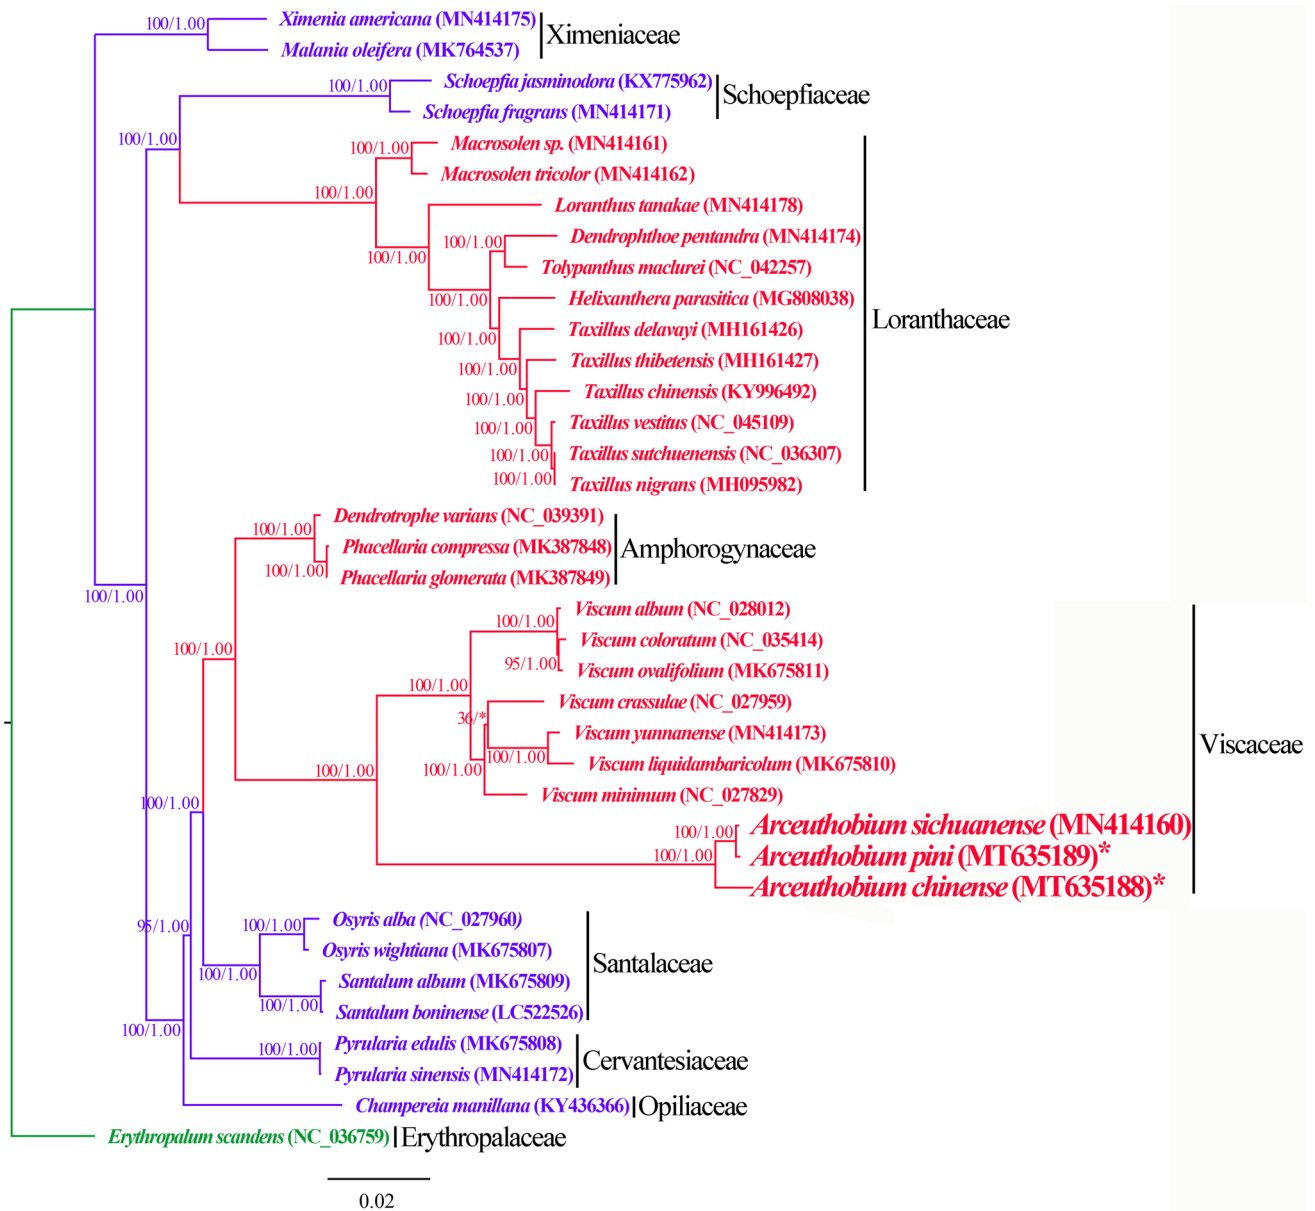 100/1.00
Ximenia americana (MN414175)
Malania oleifera (MK764537)
Ximeniaceae
100/1.00
Schoepfia jasminodora (KX775962)
Schoepfia fragrans (MN414171)
Schoepfiaceae
100/1.00
100/1.00
Macrosolen sp. (MN414161)
Macrosolen tricolor (MN414162)
100/1.00
Loranthus tanakae (MN414178)
100/1.00
100/1.00
Dendrophthoe pentandra (MN414174)
Tolypanthus maclurei (NC_042257)
100/1.00
Helixanthera parasitica (MG808038)
Loranthaceae
100/1.00
Taxillus delavayi (MH161426)
100/1.00
Taxillus thibetensis (MH161427)
100/1.00
Taxillus chinensis (KY996492)
100/1.00
Taxillus vestitus (NC_045109)
100/1.00
Taxillus sutchuenensis (NC_036307)
100/1.00
Taxillus nigrans (MH095982)
100/1.00
Dendrotrophe varians (NC_039391)
Phacellaria compressa (MK387848)
100/1.00
Phacellaria glomerata (MK387849)
Amphorogynaceae
100/1.00
100/1.00
Viscum album (NC_028012)
Viscum coloratum (NC_035414)
95/1.00
Viscum ovalifolium (MK675811)
100/1.00
100/1.00
Viscum crassulae (NC_027959)
36/*
Viscum yunnanense (MN414173)
100/1.00
Viscum liquidambaricolum (MK675810)
100/1.00
100/1.00
Viscum minimum (NC_027829)
Viscaceae
100/1.00
100/1.00
Arceuthobium sichuanense (MN414160)
100/1.00
Arceuthobium pini (MT635189)*
Arceuthobium chinense (MT635188)*
95/1.00
100/1.00
Osyris alba (NC_027960)
Osyris wightiana (MK675807)
100/1.00
Santalum album (MK675809)
100/1.00
Santalum boninense (LC522526)
Santalaceae
100/1.00
100/1.00
Pyrularia edulis (MK675808)
Pyrularia sinensis (MN414172)
Cervantesiaceae
Champereia manillana (KY436366)
Opiliaceae
Erythropalum scandens (NC_036759)
Erythropalaceae
0.02